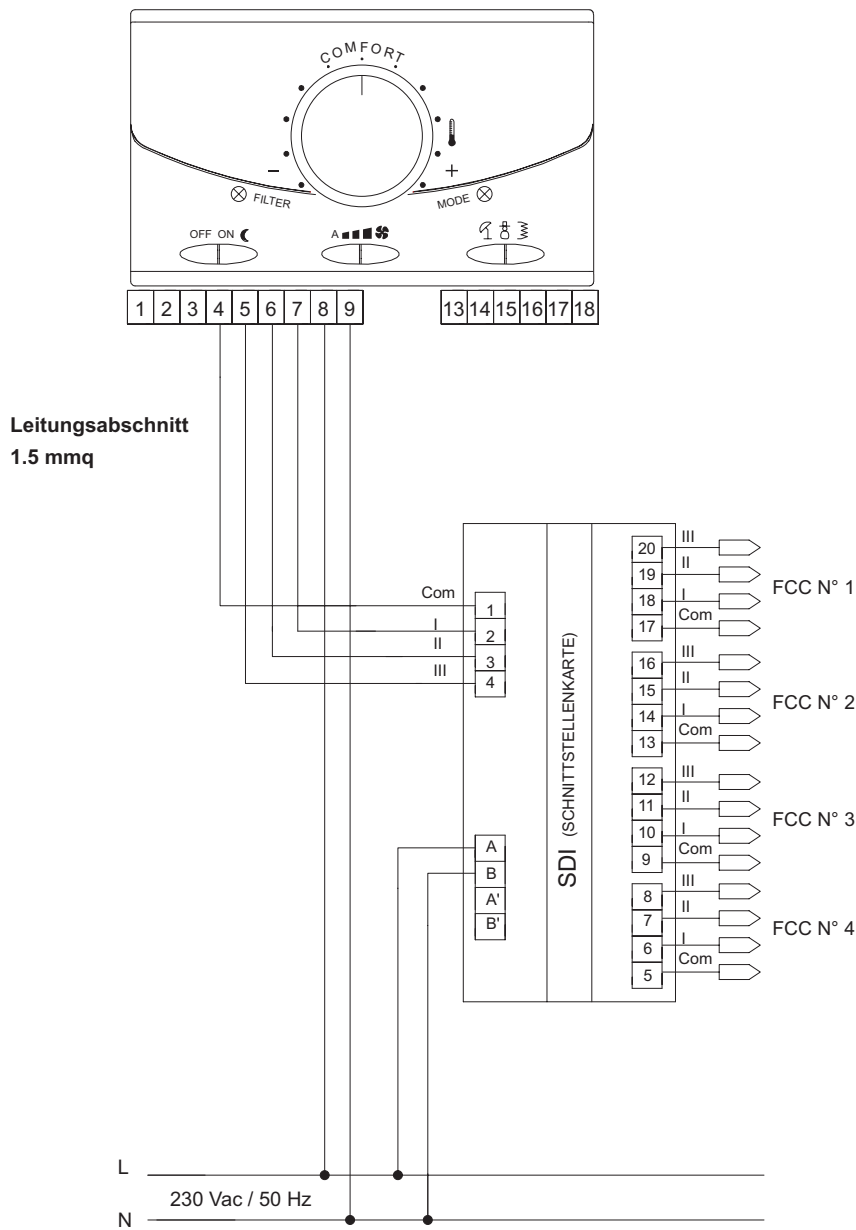 COMFORT
−
+
FILTER
MODE
OFF ON
A
1 2 3 4 5 6 7 8 9
13 14 15 16 17 18
Leitungsabschnitt
1.5 mmq
Com
1
I
2
II
3
III
4
A
B
A'
B'
SDI (SCHNITTSTELLENKARTE)
20 III
19 II
18 I
17 Com
FCC N° 1
16 III
15 II
14 I
13 Com
FCC N° 2
12 III
11 II
10 I
9 Com
FCC N° 3
8 III
7 II
6 I
5 Com
FCC N° 4
L
230 Vac / 50 Hz
N